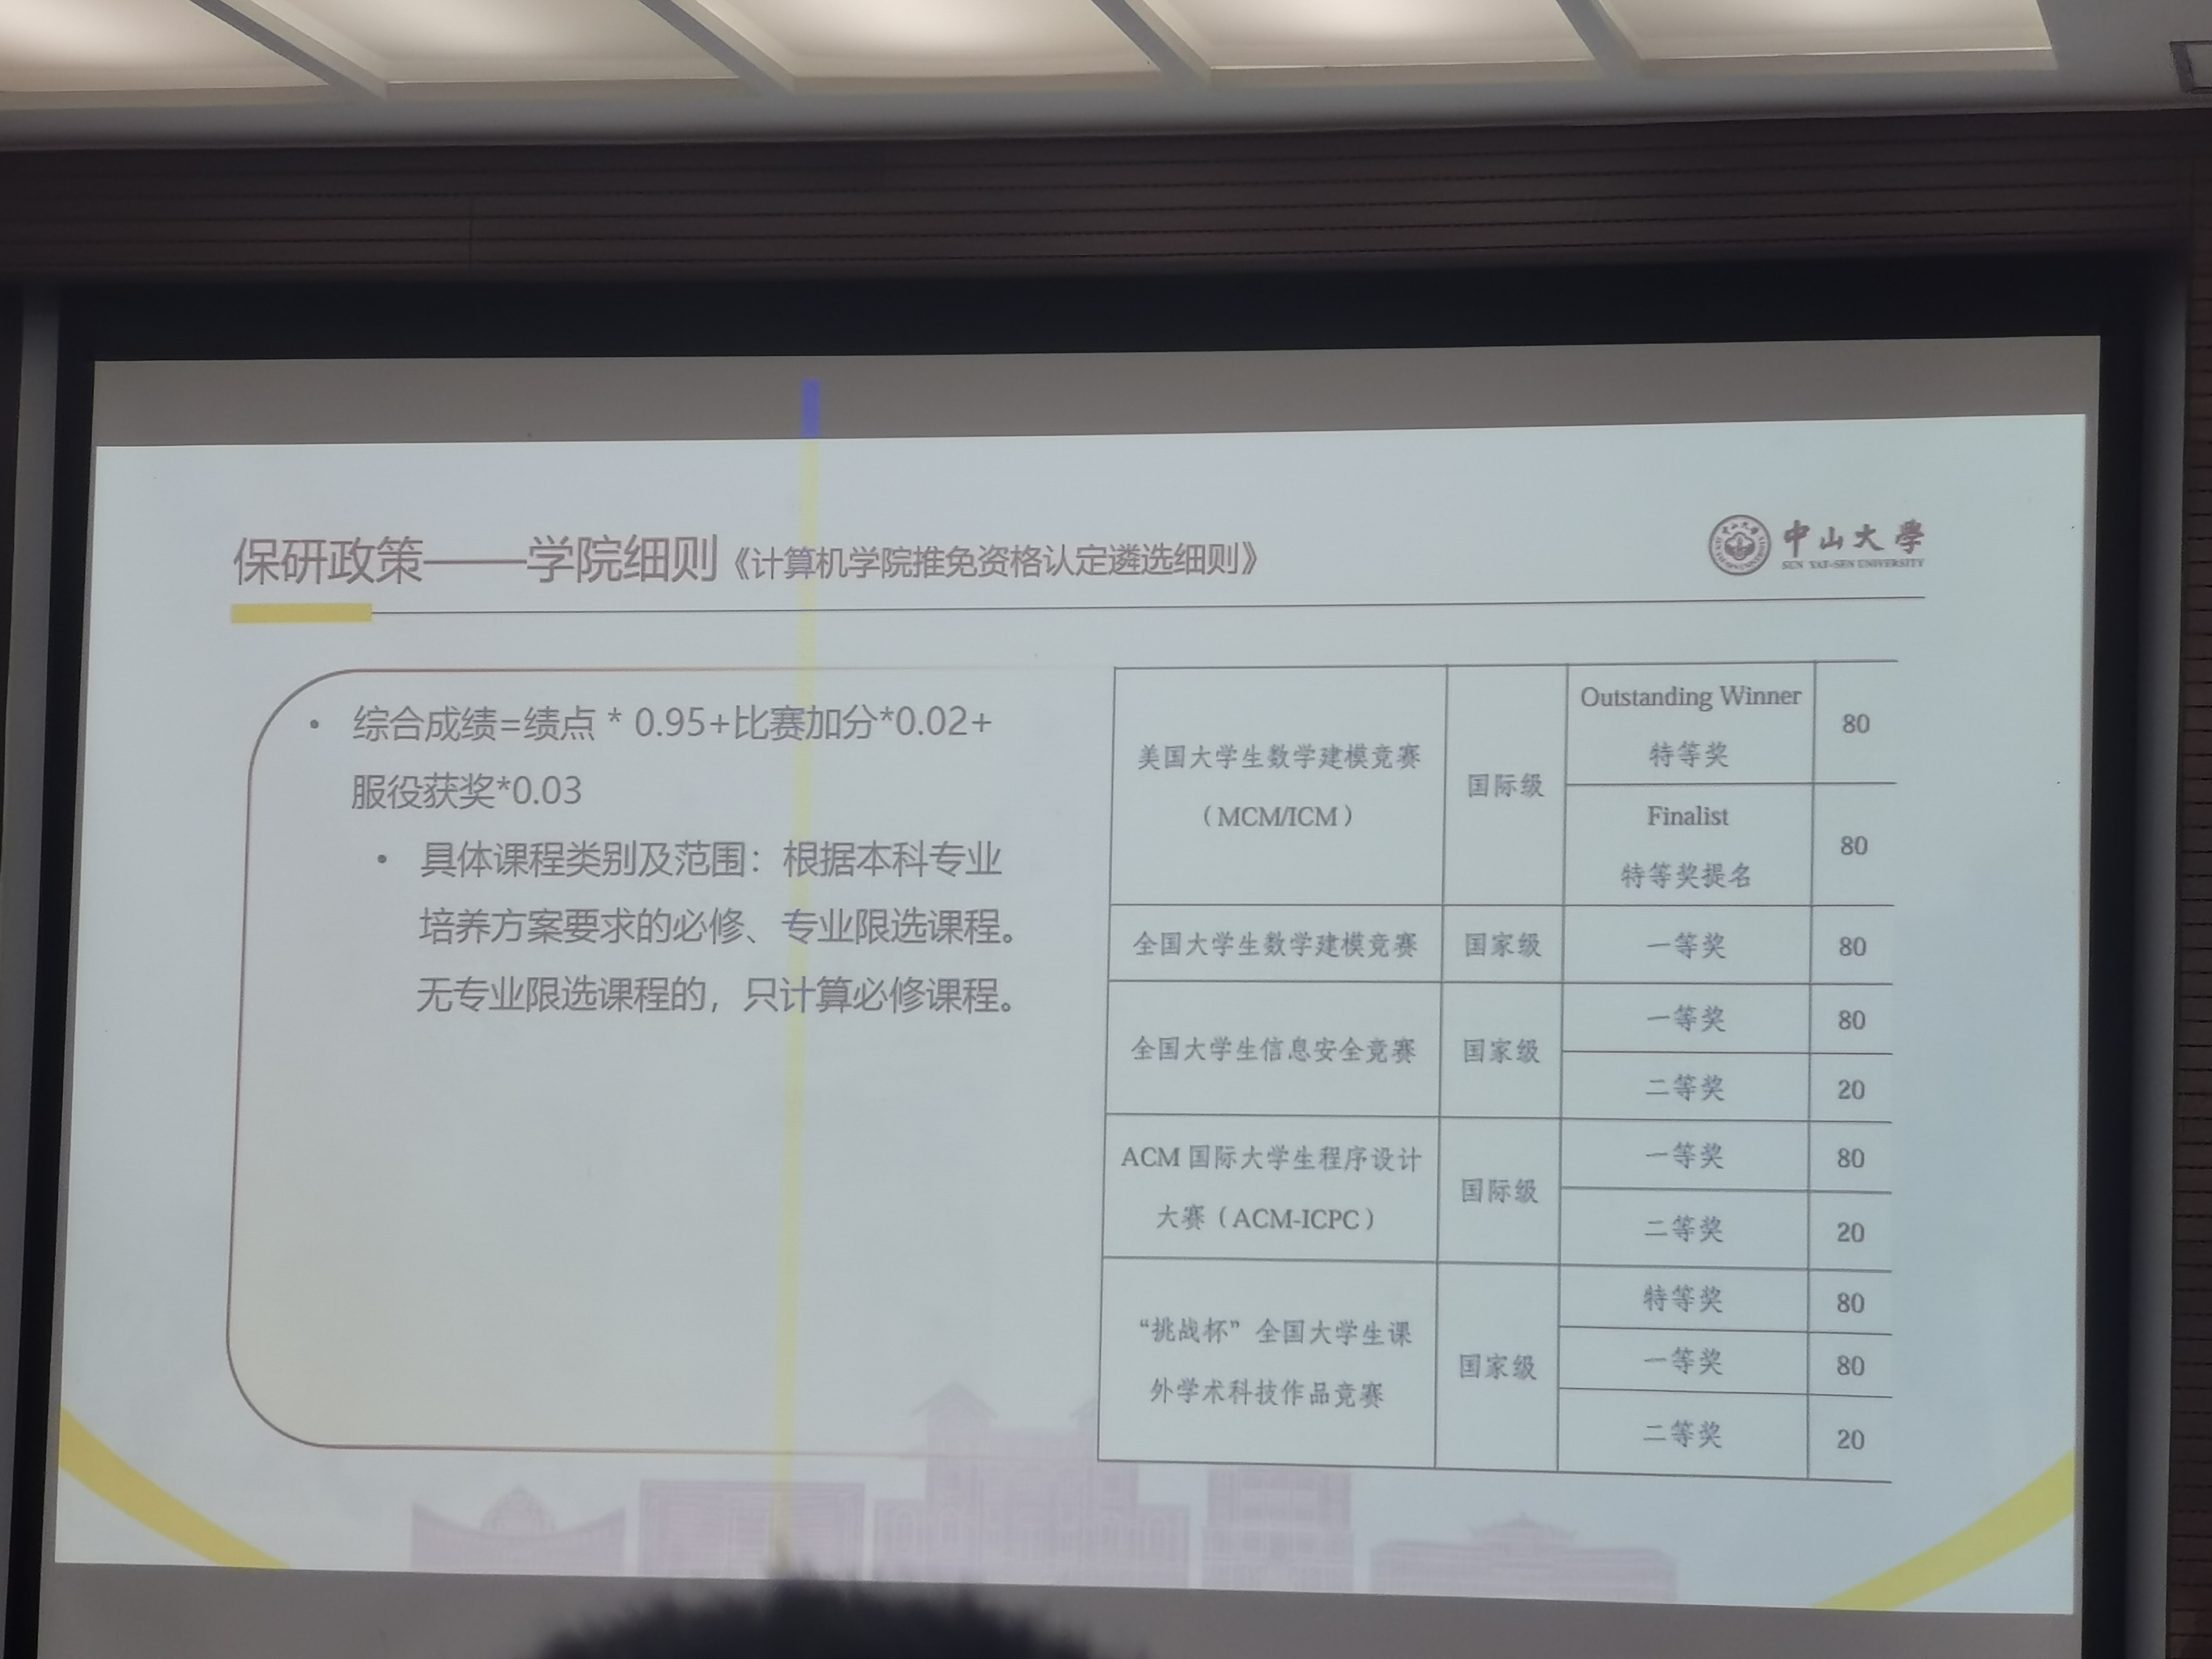 保研政策——学院细则《计算机学院推免资格认定遴选细则》
中山大學
SUN YAT-SEN UNIVERSITY
• 综合成绩=绩点 * 0.95+比赛加分*0.02+
服役获奖*0.03
• 具体课程类别及范围：根据本科专业
培养方案要求的必修、专业限选课程。
无专业限选课程的，只计算必修课程。
美国大学生数学建模竞赛
（MCM/ICM）
国际级
Outstanding Winner
特等奖
80
Finalist
特等奖提名
80
全国大学生数学建模竞赛
国家级
一等奖
80
全国大学生信息安全竞赛
国家级
一等奖
80
二等奖
20
ACM 国际大学生程序设计
大赛（ACM-ICPC）
国际级
一等奖
80
二等奖
20
“挑战杯”全国大学生课
外学术科技作品竞赛
国家级
特等奖
80
一等奖
80
二等奖
20